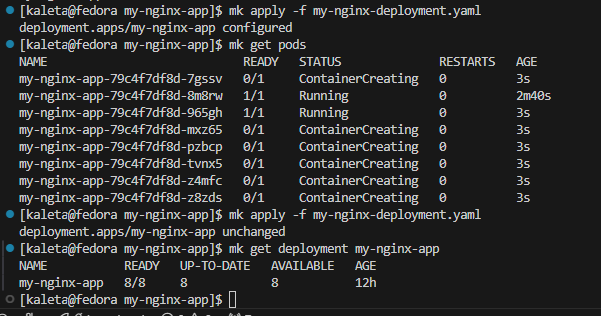 [kaleta@fedora my-nginx-app]$ mk apply -f my-nginx-deployment.yaml
deployment.apps/my-nginx-app configured
[kaleta@fedora my-nginx-app]$ mk get pods
NAME READY STATUS RESTARTS AGE
my-nginx-app-79c4f7df8d-7gssv 0/1 ContainerCreating 0 3s
my-nginx-app-79c4f7df8d-8m8rw 1/1 Running 0 2m40s
my-nginx-app-79c4f7df8d-965gh 1/1 Running 0 3s
my-nginx-app-79c4f7df8d-mxz65 0/1 ContainerCreating 0 3s
my-nginx-app-79c4f7df8d-pzbcp 0/1 ContainerCreating 0 3s
my-nginx-app-79c4f7df8d-tvnx5 0/1 ContainerCreating 0 3s
my-nginx-app-79c4f7df8d-z4mfc 0/1 ContainerCreating 0 3s
my-nginx-app-79c4f7df8d-z8zds 0/1 ContainerCreating 0 3s
[kaleta@fedora my-nginx-app]$ mk apply -f my-nginx-deployment.yaml
deployment.apps/my-nginx-app unchanged
[kaleta@fedora my-nginx-app]$ mk get deployment my-nginx-app
NAME READY UP-TO-DATE AVAILABLE AGE
my-nginx-app 8/8 8 8 12h
[kaleta@fedora my-nginx-app]$